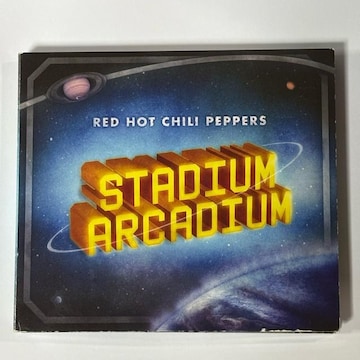 RED HOT CHILI PEPPERS
STADIUM
ARCADIUM